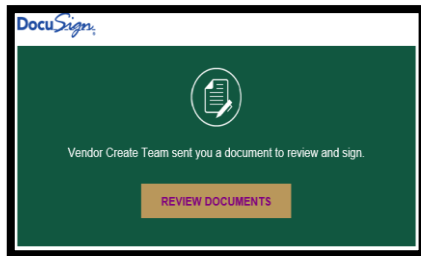 DocuSign
Vendor Create Team sent you a document to review and sign.
REVIEW DOCUMENTS